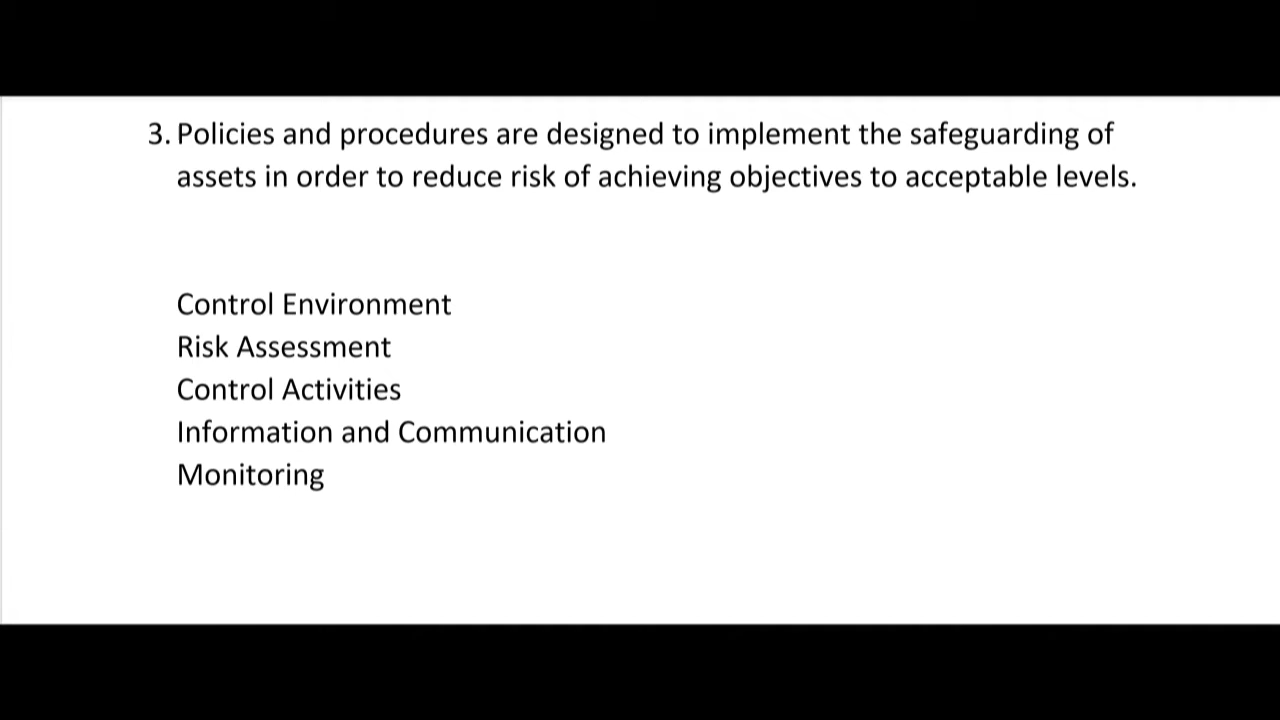 3. Policies and procedures are designed to implement the safeguarding of
assets in order to reduce risk of achieving objectives to acceptable levels.
Control Environment
Risk Assessment
Control Activities
Information and Communication
Monitoring